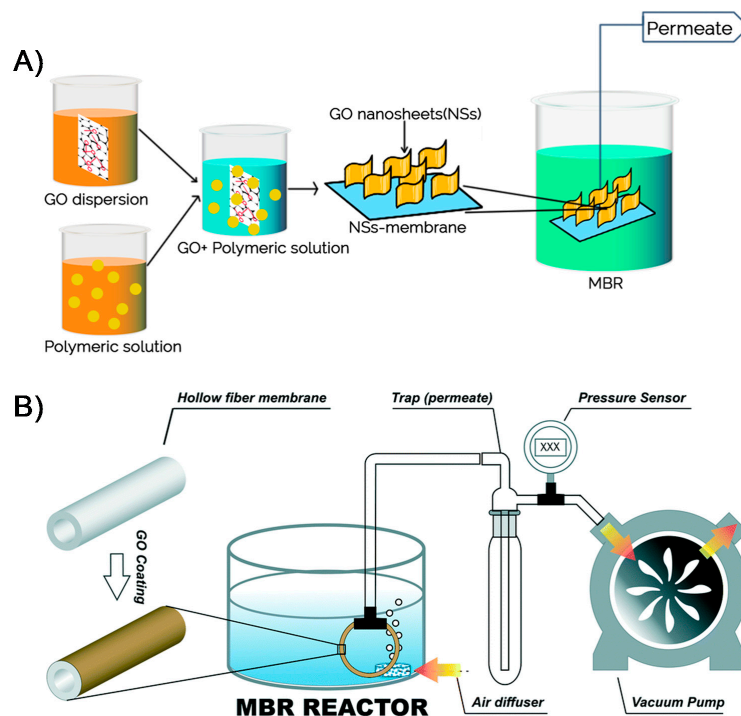 A)
Permeate
GO nanosheets(NSs)
GO dispersion
GO+ Polymeric solution
NSs-membrane
MBR
Polymeric solution
B)
Hollow fiber membrane
Trap (permeate)
Pressure Sensor
XXX
GO Coating
Air diffuser
Vacuum Pump
MBR REACTOR